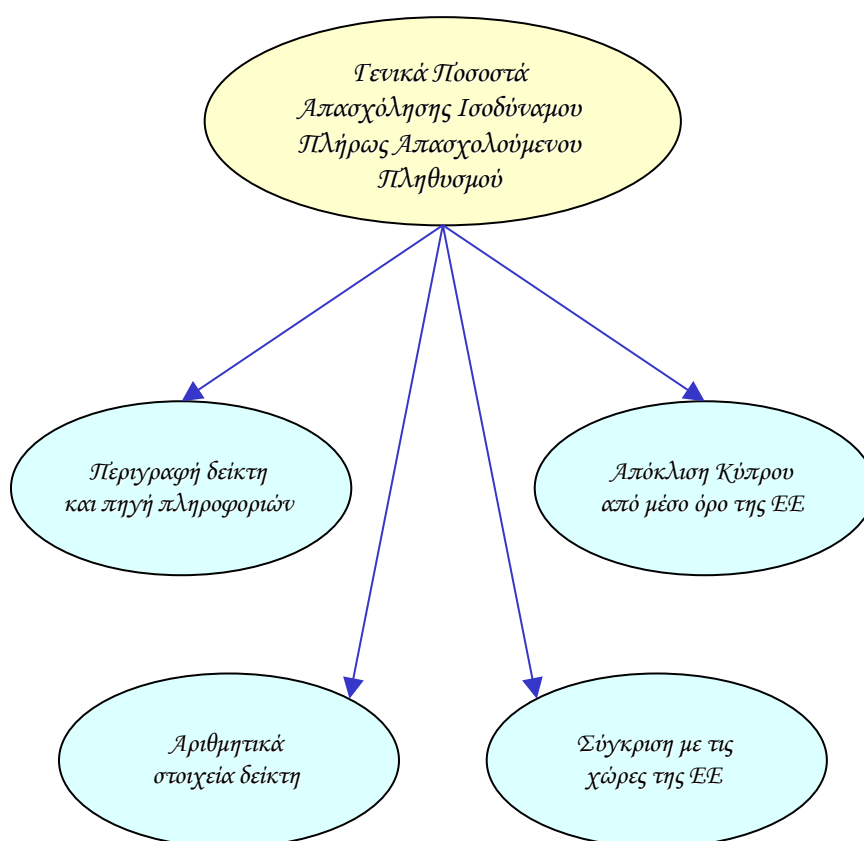 Γενικά Ποσοστά
Απασχόλησης Ισοδύναμου
Πλήρως Απασχολούμενου
Πληθυσμού
Περιγραφή δείκτη
και πηγή πληροφοριών
Απόκλιση Κύπρου
από μέσο όρο της ΕΕ
Αριθμητικά
στοιχεία δείκτη
Σύγκριση με τις
χώρες της ΕΕ